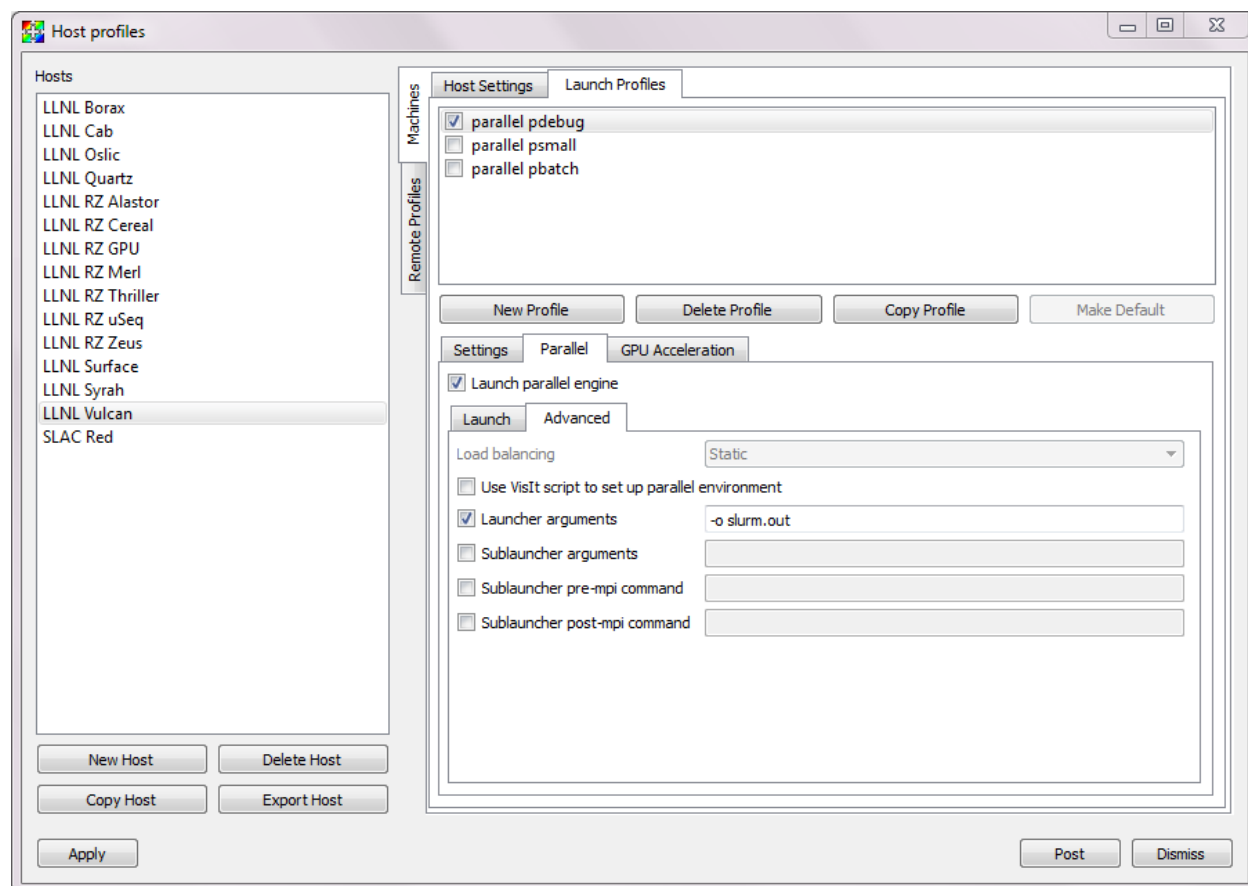 Host profiles
Hosts
LLNL Borax
LLNL Cab
LLNL Oslic
LLNL Quartz
LLNL RZ Alastor
LLNL RZ Cereal
LLNL RZ GPU
LLNL RZ Merl
LLNL RZ Thriller
LLNL RZ uSeq
LLNL RZ Zeus
LLNL Surface
LLNL Syrah
LLNL Vulcan
SLAC Red
New Host Delete Host
Copy Host Export Host
Machines
Remote Profiles
Host Settings Launch Profiles
parallel pdebug
parallel psmall
parallel pbatch
New Profile Delete Profile Copy Profile Make Default
Settings Parallel GPU Acceleration
Launch parallel engine
Launch Advanced
Load balancing Static
Use VisIt script to set up parallel environment
Launcher arguments -o slurm.out
Sublauncher arguments
Sublauncher pre-mpi command
Sublauncher post-mpi command
Apply Post Dismiss